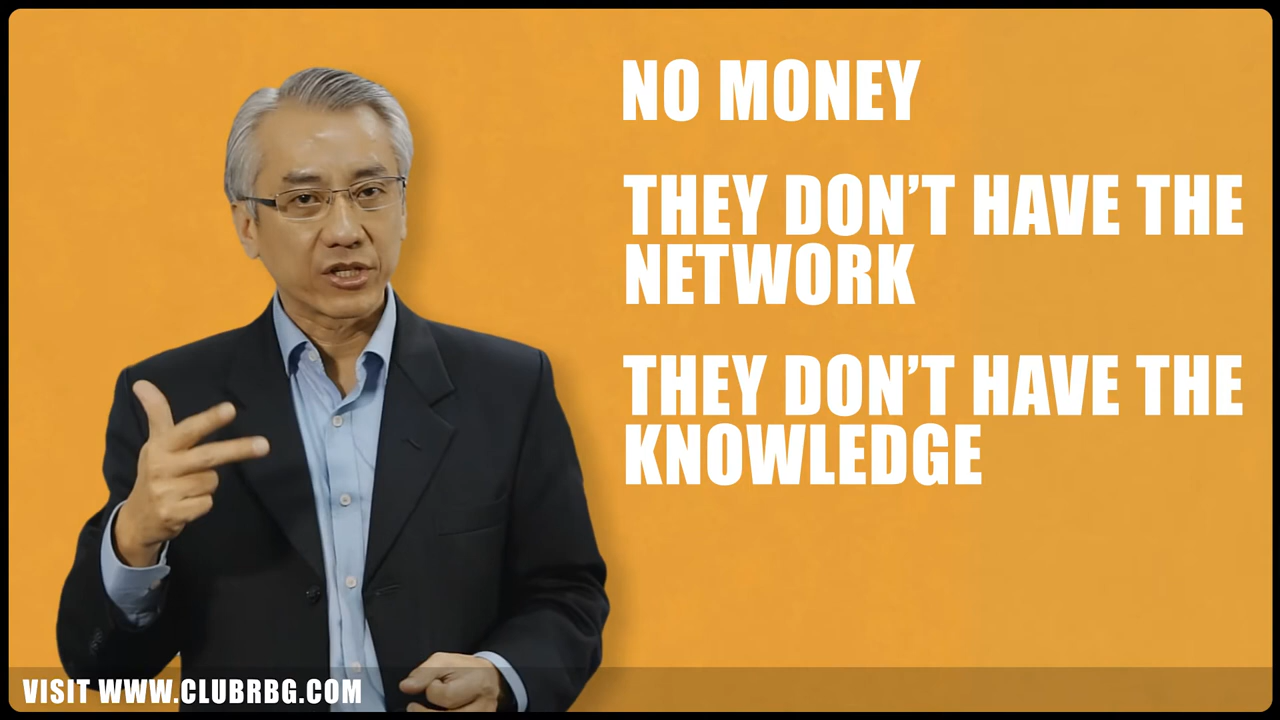 NO MONEY
THEY DON'T HAVE THE
NETWORK
THEY DON'T HAVE THE
KNOWLEDGE
VISIT WWW.CLUBRBG.COM